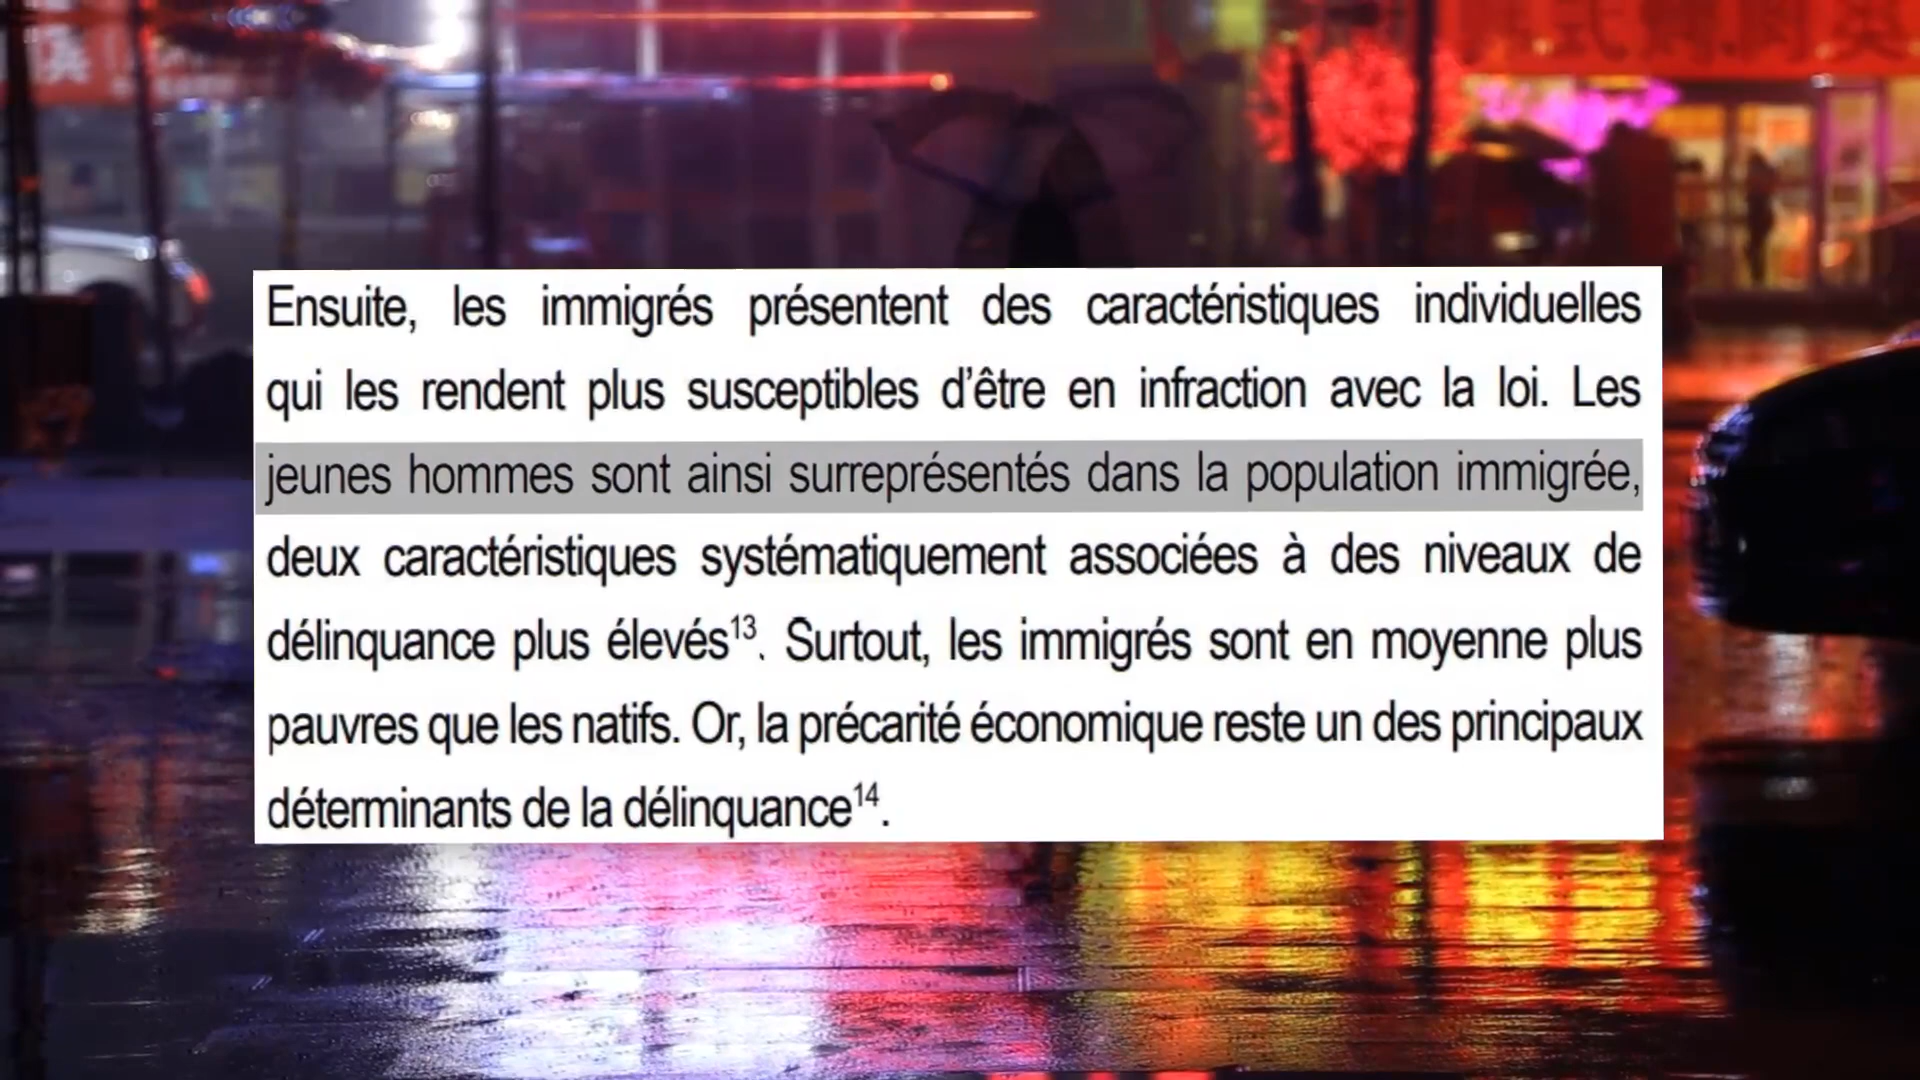 Ensuite, les immigrés présentent des caractéristiques individuelles
qui les rendent plus susceptibles d'être en infraction avec la loi. Les
jeunes hommes sont ainsi surreprésentés dans la population immigrée,
deux caractéristiques systématiquement associées à des niveaux de
délinquance plus élevés¹³. Surtout, les immigrés sont en moyenne plus
pauvres que les natifs. Or, la précarité économique reste un des principaux
déterminants de la délinquance¹⁴.